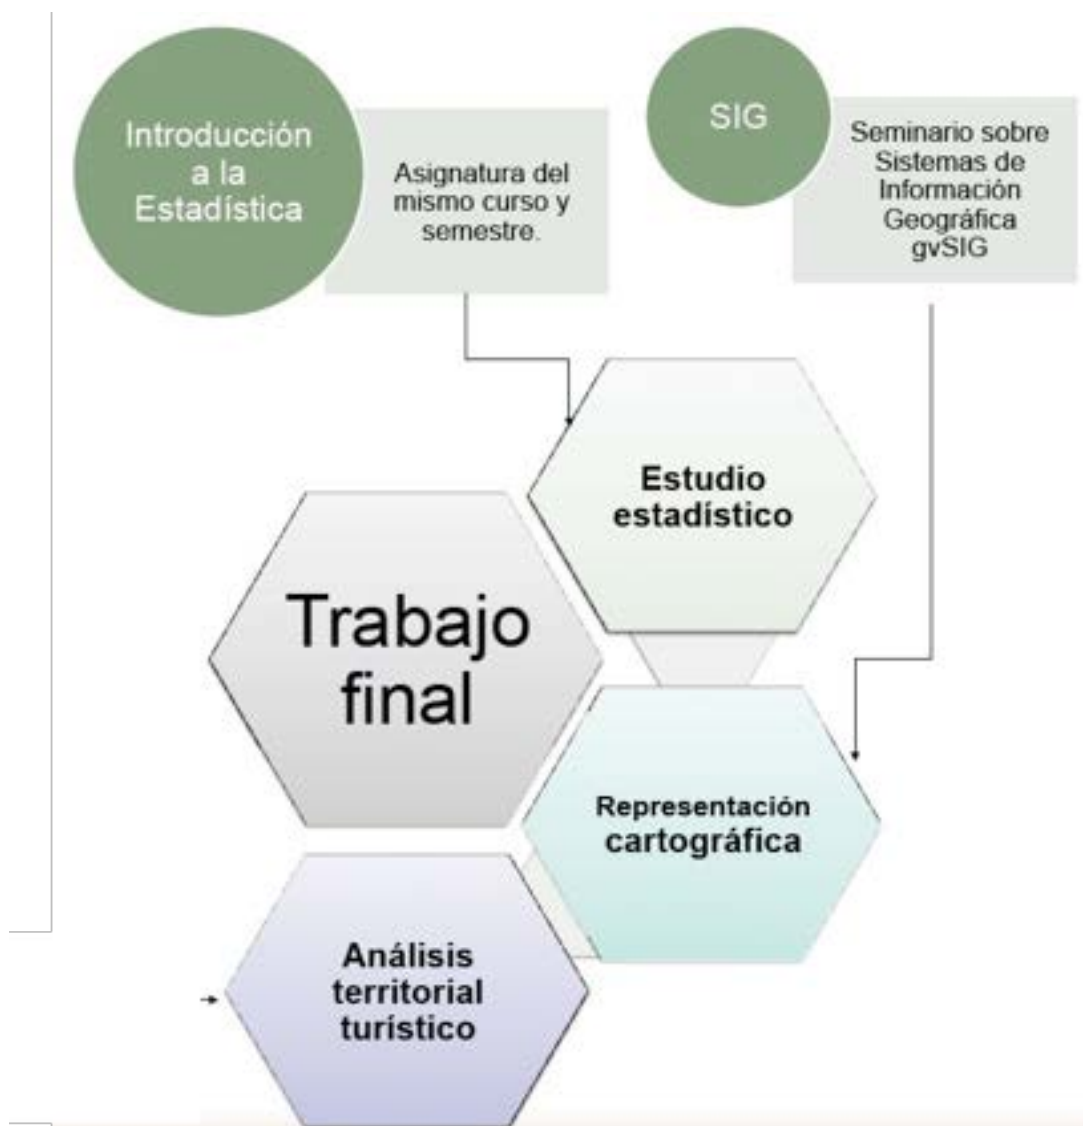 Introducción
a la
Estadística
Asignatura del
mismo curso y
semestre.
SIG
Seminario sobre
Sistemas de
Información
Geográfica
gvSIG
Estudio
estadístico
Trabajo
final
Representación
cartográfica
Análisis
territorial
turístico